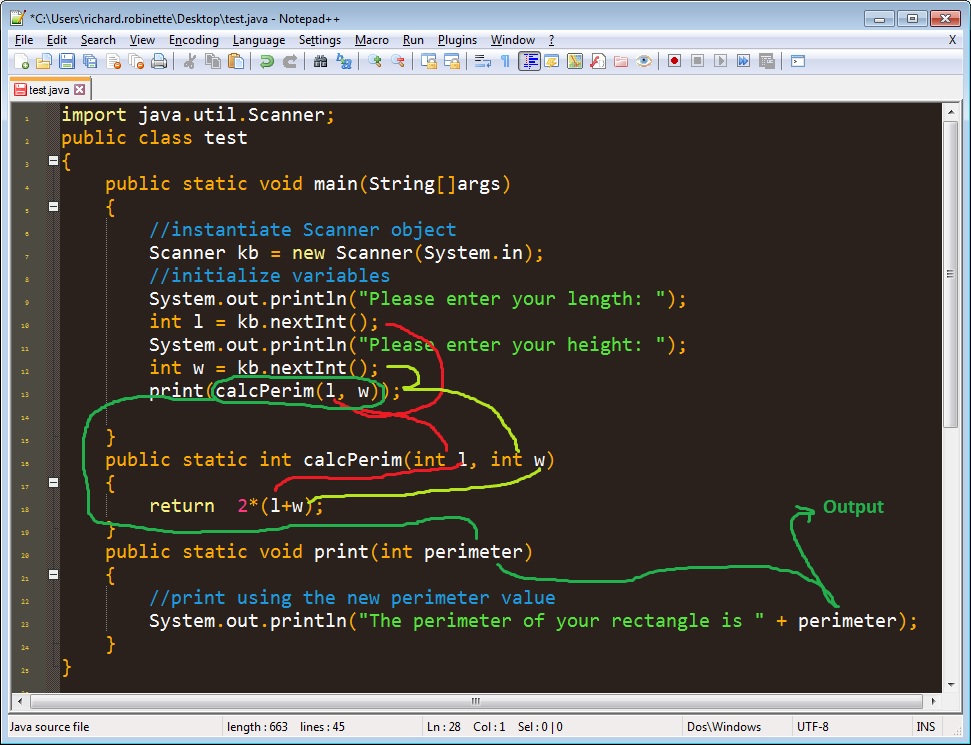 *C:\Users\richard.robinette\Desktop\test.java - Notepad++
File Edit Search View Encoding Language Settings Macro Run Plugins Window ? X
test.java
1 import java.util.Scanner;
2 public class test
3 {
4 public static void main(String[]args)
5 {
6 //instantiate Scanner object
7 Scanner kb = new Scanner(System.in);
8 //initialize variables
9 System.out.println("Please enter your length: ");
10 int l = kb.nextInt();
11 System.out.println("Please enter your height: ");
12 int w = kb.nextInt();
13 print(calcPerim(l, w));
14
15 }
16 public static int calcPerim(int l, int w)
17 {
18 return 2*(l+w);
Output
19 }
20 public static void print(int perimeter)
21 {
22 //print using the new perimeter value
23 System.out.println("The perimeter of your rectangle is " + perimeter);
24 }
25 }
Java source file length : 663 lines : 45 Ln : 28 Col : 1 Sel : 0 | 0 Dos\Windows UTF-8 INS